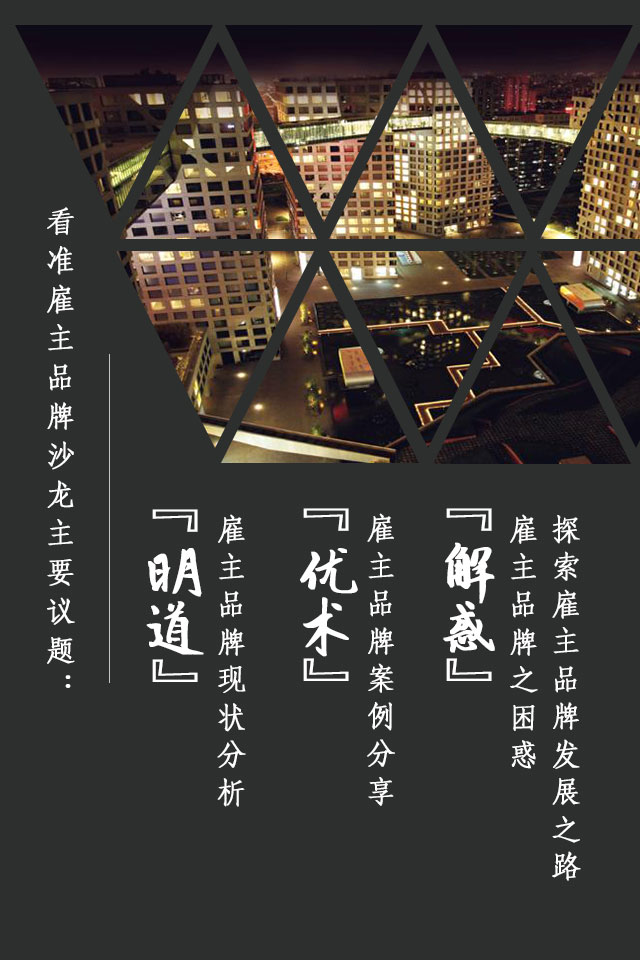 看准雇主品牌沙龙主要议题：
『明道』
雇主品牌现状分析
『优术』
雇主品牌案例分享
『解惑』
雇主品牌之困惑
探索雇主品牌发展之路